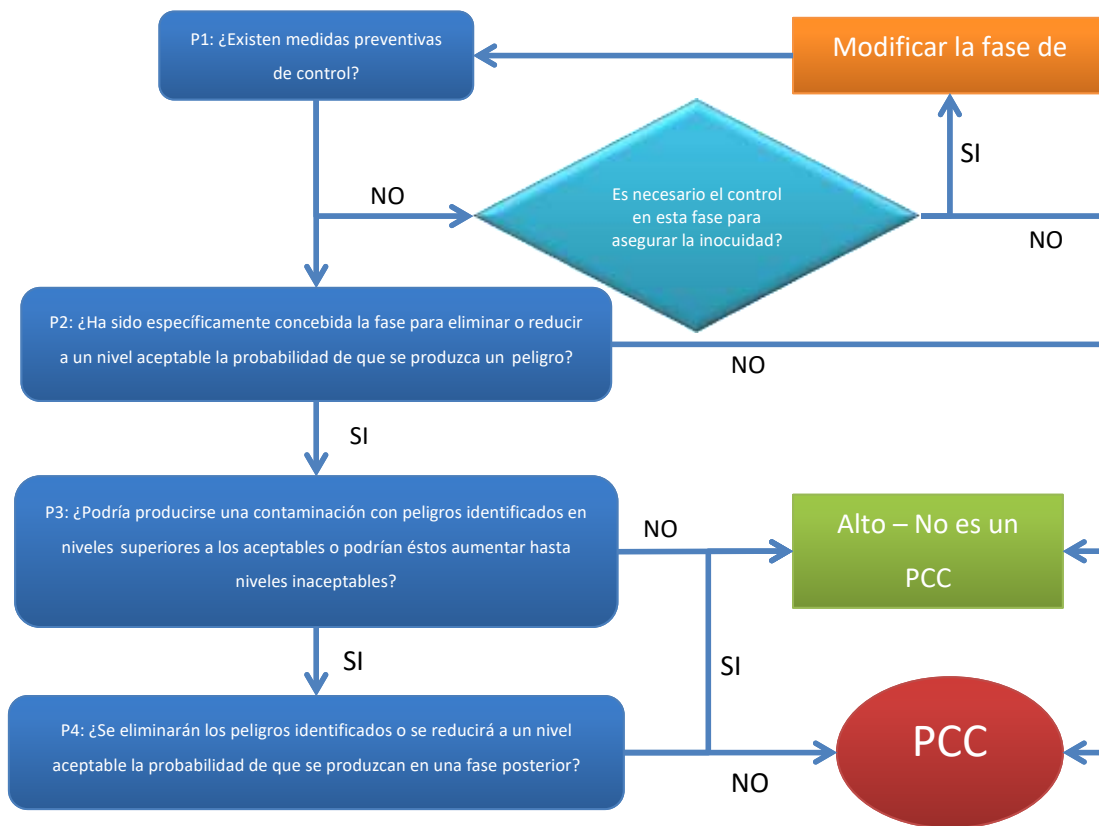 P1: ¿Existen medidas preventivas
de control?
Modificar la fase de
SI
NO
Es necesario el control
en esta fase para
asegurar la inocuidad?
NO
P2: ¿Ha sido específicamente concebida la fase para eliminar o reducir
a un nivel aceptable la probabilidad de que se produzca un peligro?
NO
SI
P3: ¿Podría producirse una contaminación con peligros identificados en
niveles superiores a los aceptables o podrían éstos aumentar hasta
niveles inaceptables?
NO
Alto – No es un
PCC
SI
SI
P4: ¿Se eliminarán los peligros identificados o se reducirá a un nivel
aceptable la probabilidad de que se produzcan en una fase posterior?
NO
PCC